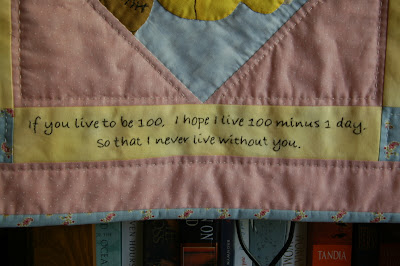 If you live to be 100, I hope I live 100 minus 1 day,
So that I never live without you.
TANDIA